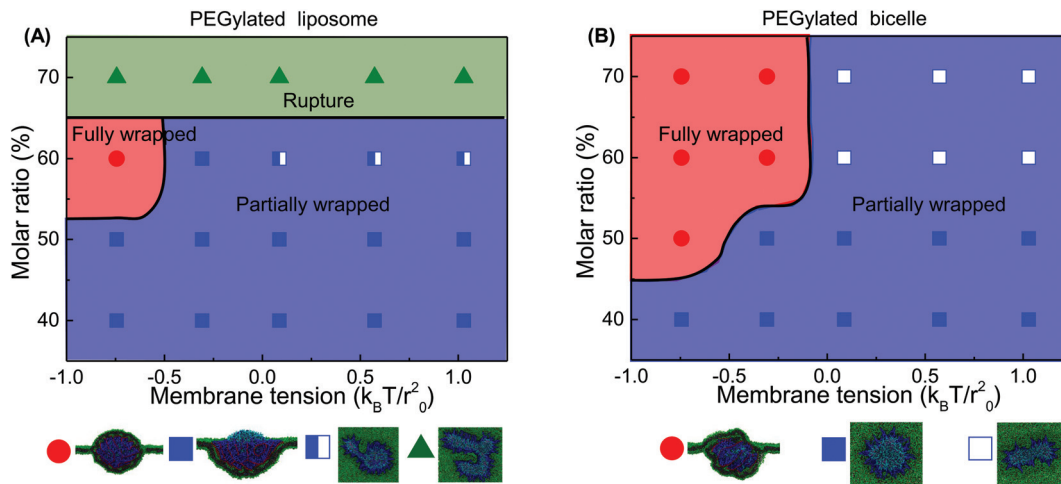 PEGylated liposome
(A)
70
60
50
40
Molar ratio (%)
Rupture
Fully wrapped
Partially wrapped
-1.0 -0.5 0.0 0.5 1.0
Membrane tension (k_BT/r²₀)
PEGylated bicelle
(B)
70
60
50
40
Molar ratio (%)
Fully wrapped
Partially wrapped
-1.0 -0.5 0.0 0.5 1.0
Membrane tension (k_BT/r²₀)